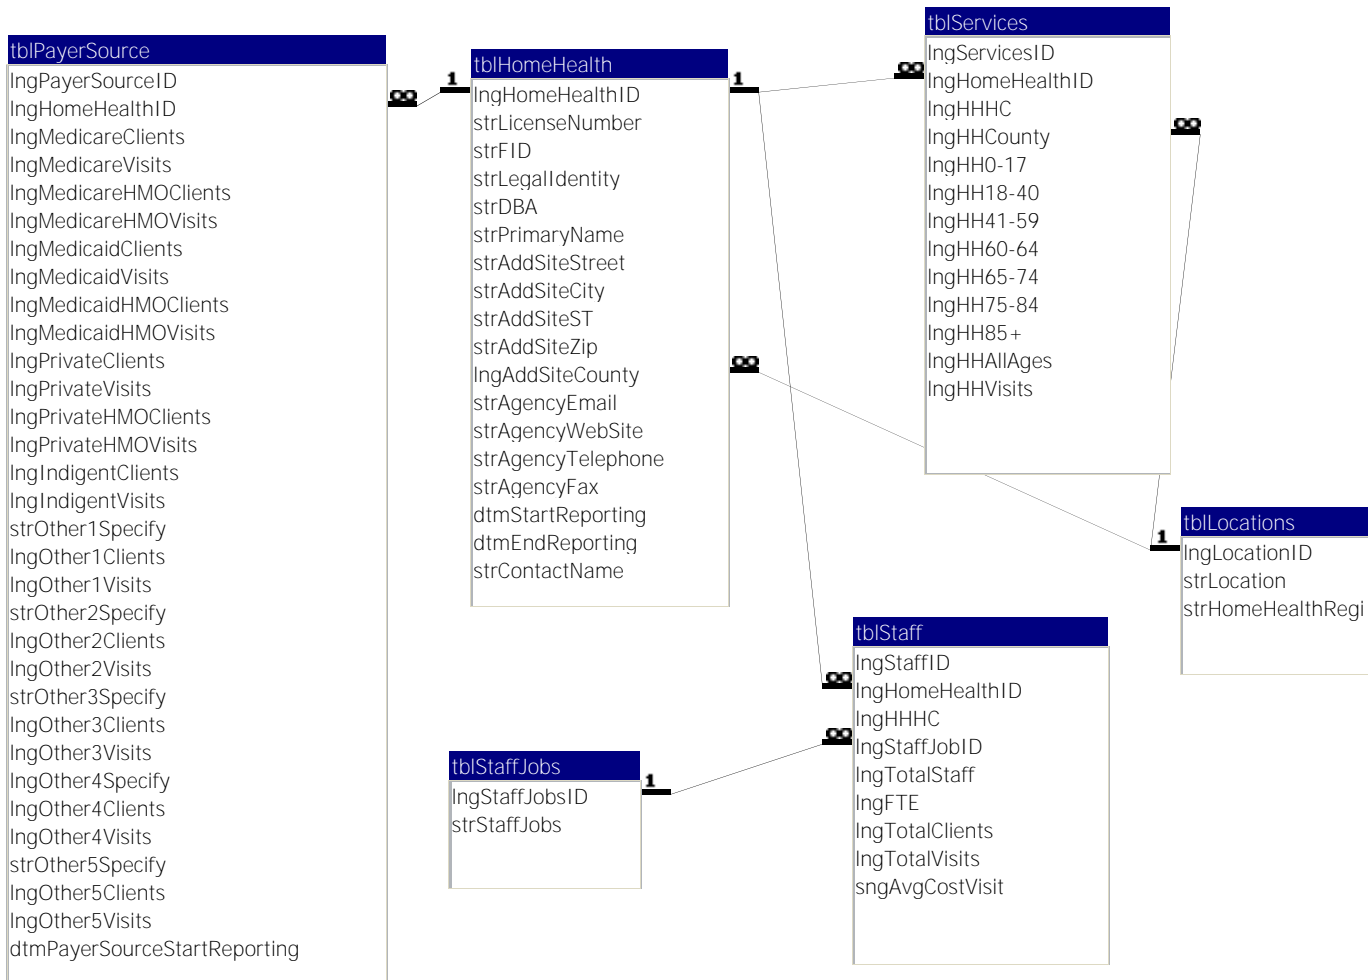 tblPayerSource
lngPayerSourceID
lngHomeHealthID
lngMedicareClients
lngMedicareVisits
lngMedicareHMOClients
lngMedicareHMOVisits
lngMedicaidClients
lngMedicaidVisits
lngMedicaidHMOClients
lngMedicaidHMOVisits
lngPrivateClients
lngPrivateVisits
lngPrivateHMOClients
lngPrivateHMOVisits
lngIndigentClients
lngIndigentVisits
strOther1Specify
lngOther1Clients
lngOther1Visits
strOther2Specify
lngOther2Clients
lngOther2Visits
strOther3Specify
lngOther3Clients
lngOther3Visits
lngOther4Specify
lngOther4Clients
lngOther4Visits
strOther5Specify
lngOther5Clients
lngOther5Visits
dtmPayerSourceStartReporting
∞
1
tblHomeHealth
lngHomeHealthID
strLicenseNumber
strFID
strLegalIdentity
strDBA
strPrimaryName
strAddSiteStreet
strAddSiteCity
strAddSiteST
strAddSiteZip
lngAddSiteCounty
strAgencyEmail
strAgencyWebSite
strAgencyTelephone
strAgencyFax
dtmStartReporting
dtmEndReporting
strContactName
1
∞
tblServices
lngServicesID
lngHomeHealthID
lngHHHC
lngHHCounty
lngHH0-17
lngHH18-40
lngHH41-59
lngHH60-64
lngHH65-74
lngHH75-84
lngHH85+
lngHHAllAges
lngHHVisits
∞
∞
tblLocations
lngLocationID
strLocation
strHomeHealthRegi
1
tblStaff
lngStaffID
lngHomeHealthID
lngHHHC
lngStaffJobID
lngTotalStaff
lngFTE
lngTotalClients
lngTotalVisits
sngAvgCostVisit
∞
∞
tblStaffJobs
lngStaffJobsID
strStaffJobs
1